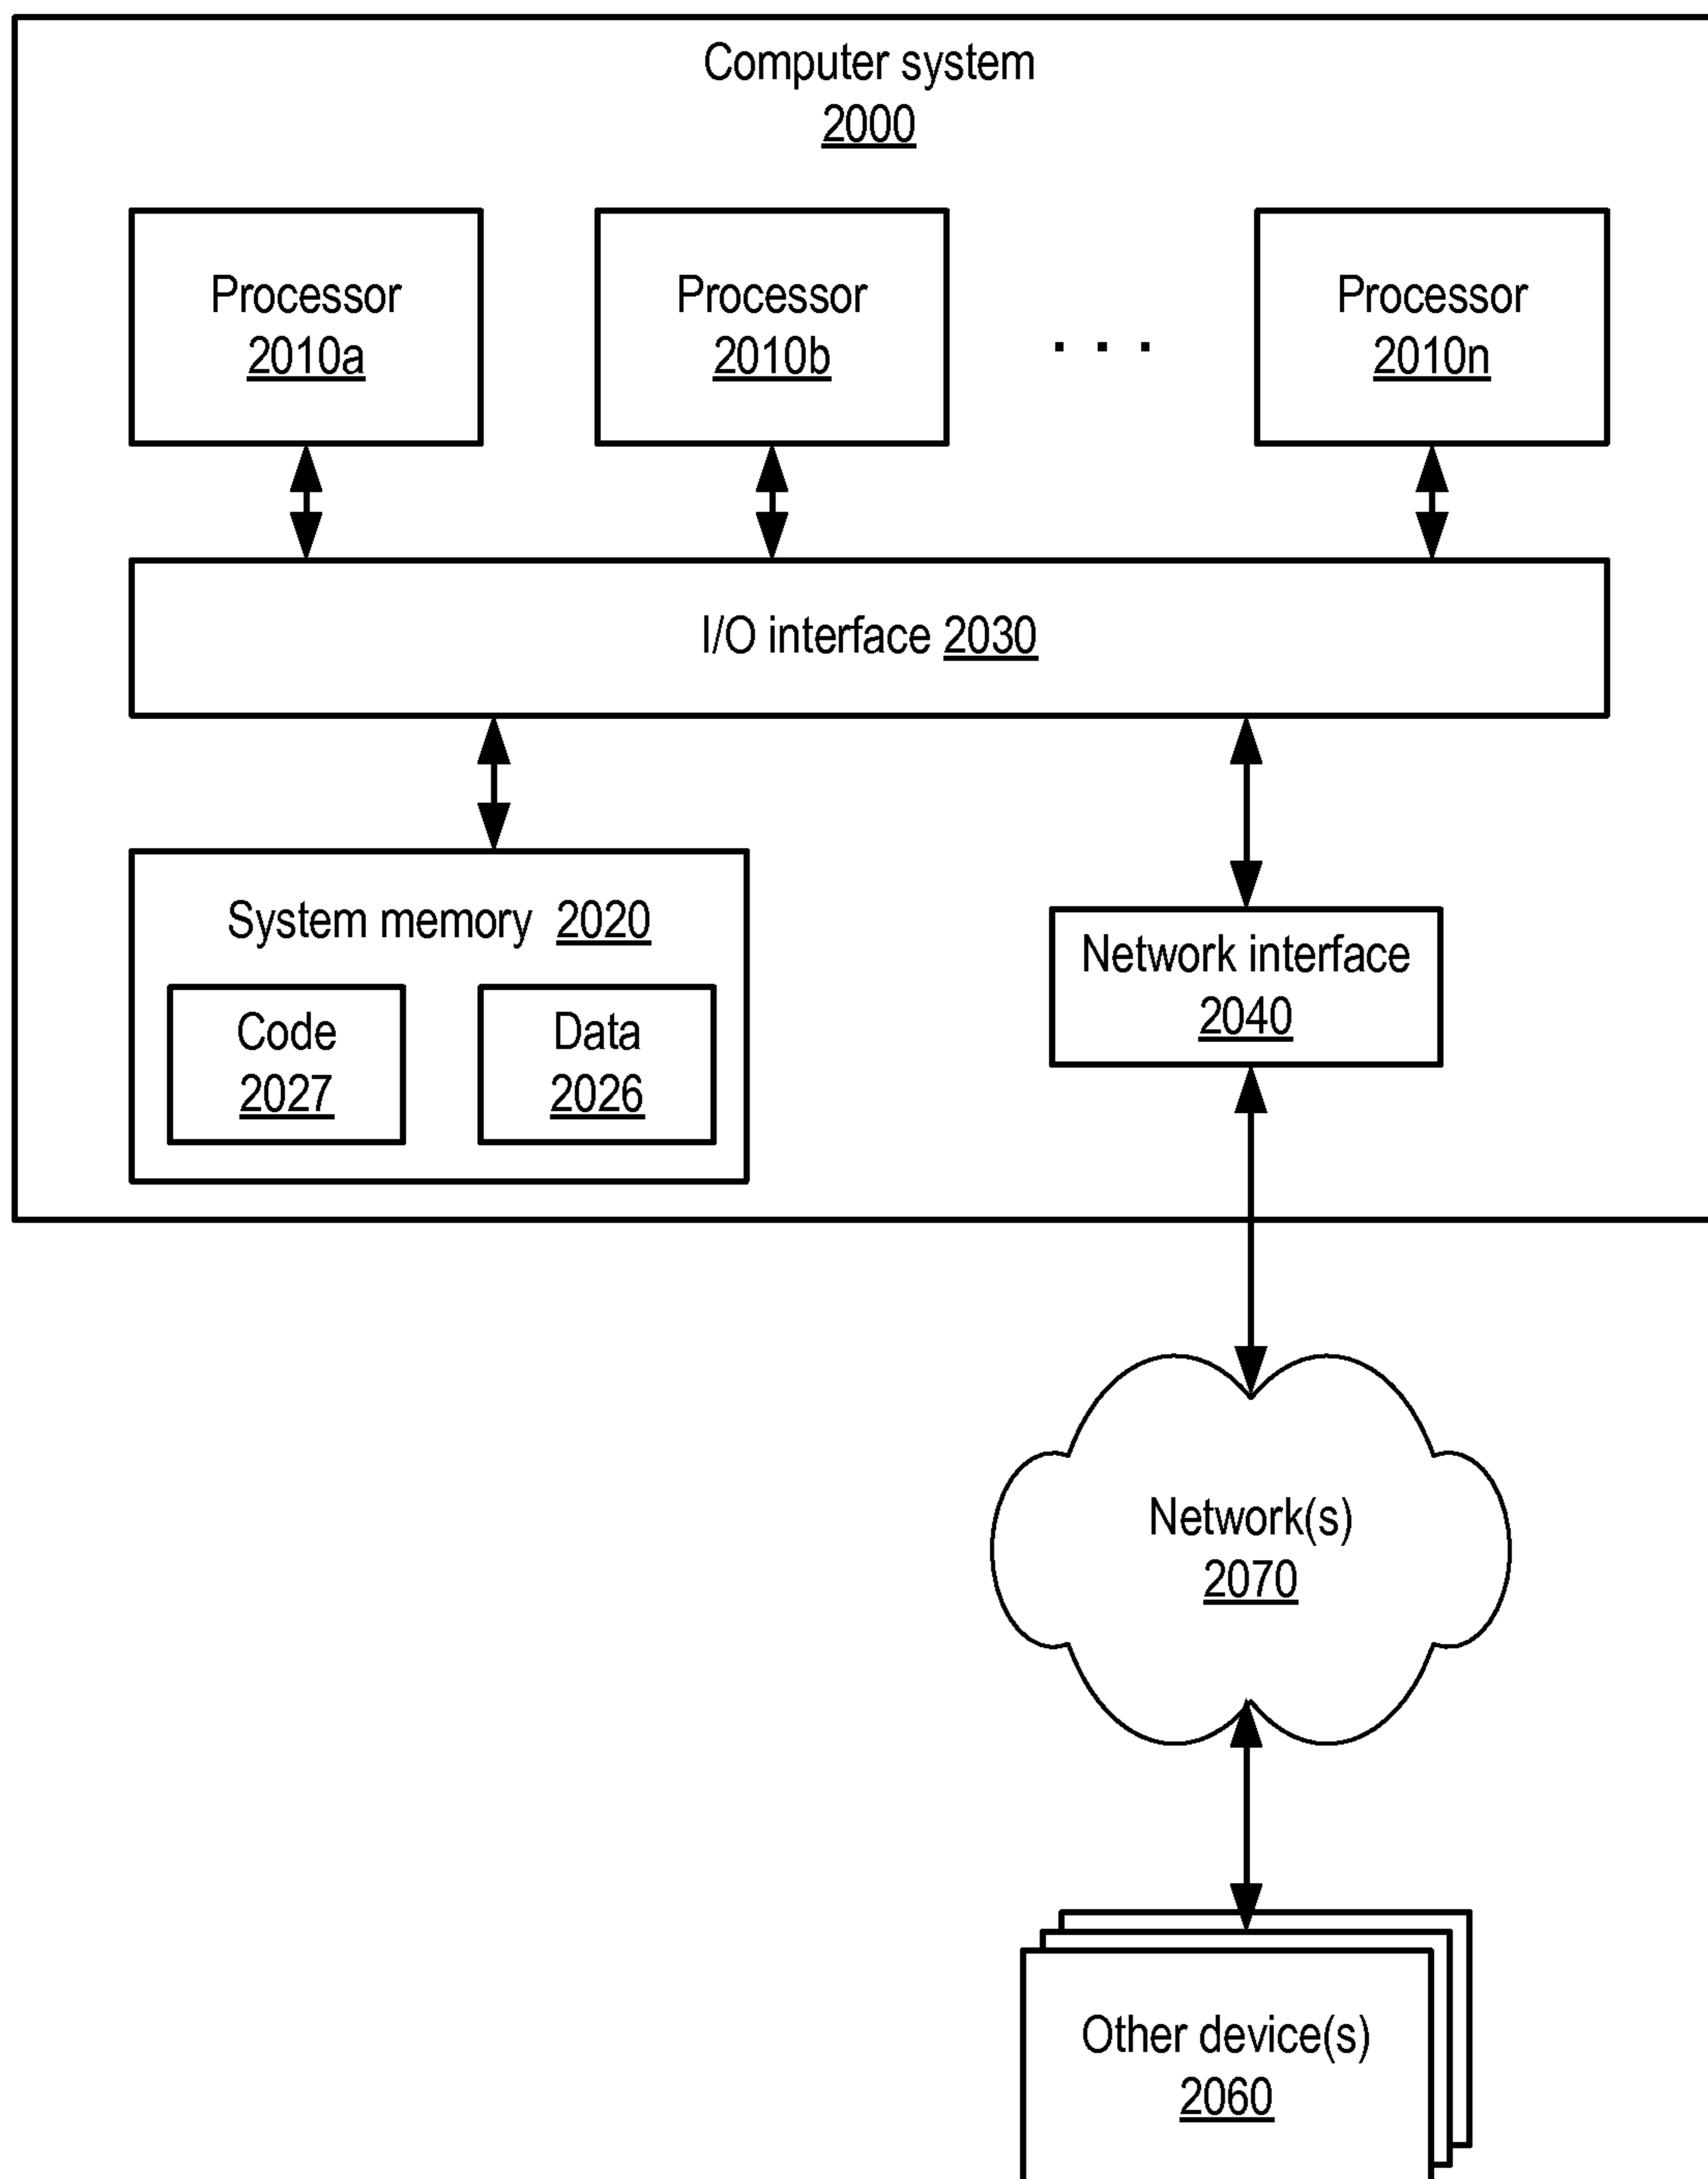 Computer system
2000
Processor
2010a
Processor
2010b
. . .
Processor
2010n
I/O interface 2030
System memory 2020
Code
2027
Data
2026
Network interface
2040
Network(s)
2070
Other device(s)
2060